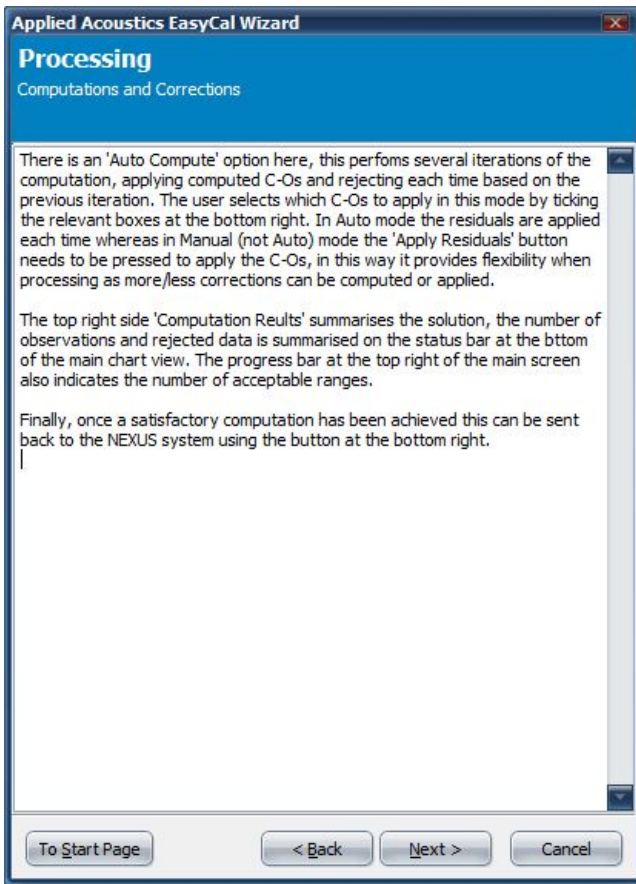 Applied Acoustics EasyCal Wizard
Processing
Computations and Corrections
There is an 'Auto Compute' option here, this perfoms several iterations of the
computation, applying computed C-Os and rejecting each time based on the
previous iteration. The user selects which C-Os to apply in this mode by ticking
the relevant boxes at the bottom right. In Auto mode the residuals are applied
each time whereas in Manual (not Auto) mode the 'Apply Residuals' button
needs to be pressed to apply the C-Os, in this way it provides flexibility when
processing as more/less corrections can be computed or applied.
The top right side 'Computation Reults' summarises the solution, the number of
observations and rejected data is summarised on the status bar at the bttom
of the main chart view. The progress bar at the top right of the main screen
also indicates the number of acceptable ranges.
Finally, once a satisfactory computation has been achieved this can be sent
back to the NEXUS system using the button at the bottom right.
To Start Page
< Back
Next >
Cancel